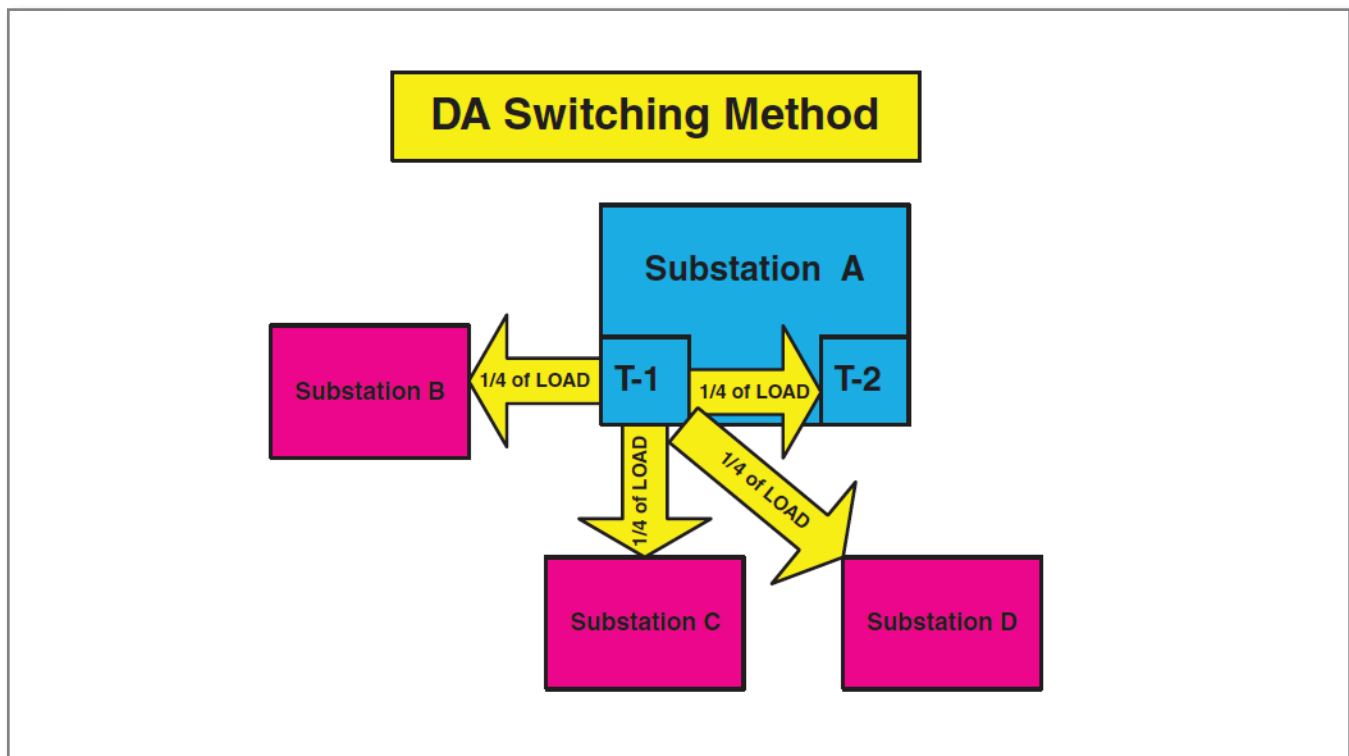 DA Switching Method
Substation A
Substation B
1/4 of LOAD
T-1
1/4 of LOAD
T-2
1/4 of LOAD
1/4 of LOAD
Substation C
Substation D